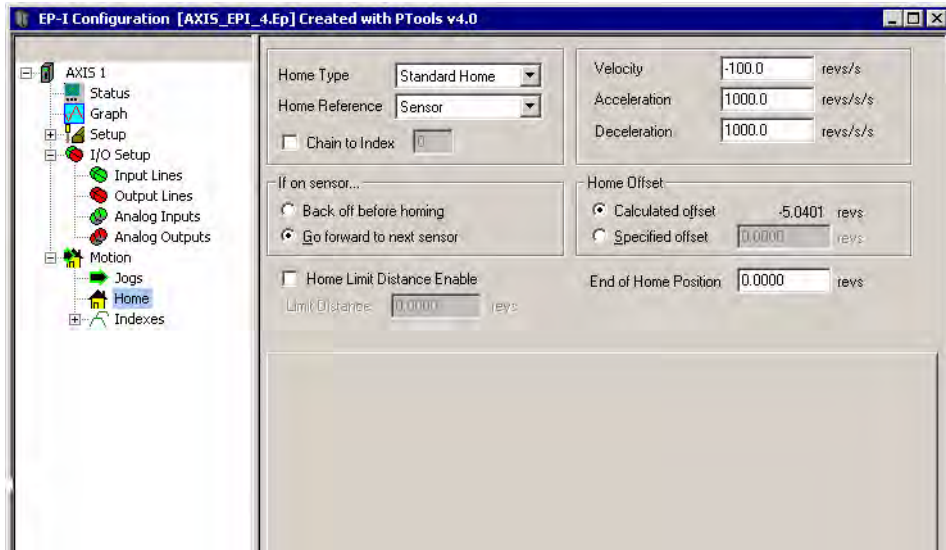 EP-I Configuration [AXIS_EPI_4.Ep] Created with PTools v4.0
AXIS 1
Status
Graph
Setup
I/O Setup
Input Lines
Output Lines
Analog Inputs
Analog Outputs
Motion
Jogs
Home
Indexes
Home Type Standard Home
Home Reference Sensor
Chain to Index 0
Velocity -100.0 revs/s
Acceleration 1000.0 revs/s/s
Deceleration 1000.0 revs/s/s
If on sensor...
Back off before homing
Go forward to next sensor
Home Offset
Calculated offset -5.0401 revs
Specified offset 0.0000 revs
Home Limit Distance Enable
Limit Distance 0.0000 revs
End of Home Position 0.0000 revs